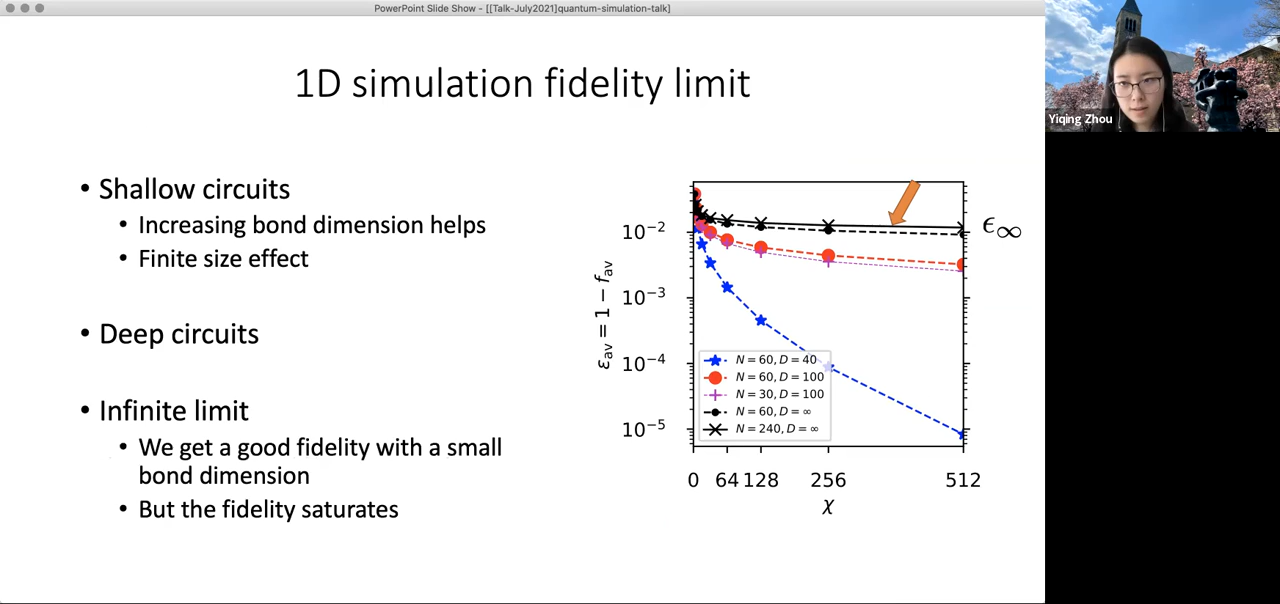 PowerPoint Slide Show - [[Talk-July2021]quantum-simulation-talk]
Yiqing Zhou
1D simulation fidelity limit
• Shallow circuits
• Increasing bond dimension helps
• Finite size effect
• Deep circuits
• Infinite limit
• We get a good fidelity with a small
bond dimension
• But the fidelity saturates
ε_av = 1 − f_av
10⁻²
10⁻³
10⁻⁴
10⁻⁵
N = 60, D = 40
N = 60, D = 100
N = 30, D = 100
N = 60, D = ∞
N = 240, D = ∞
0 64 128 256 512
χ
ϵ∞